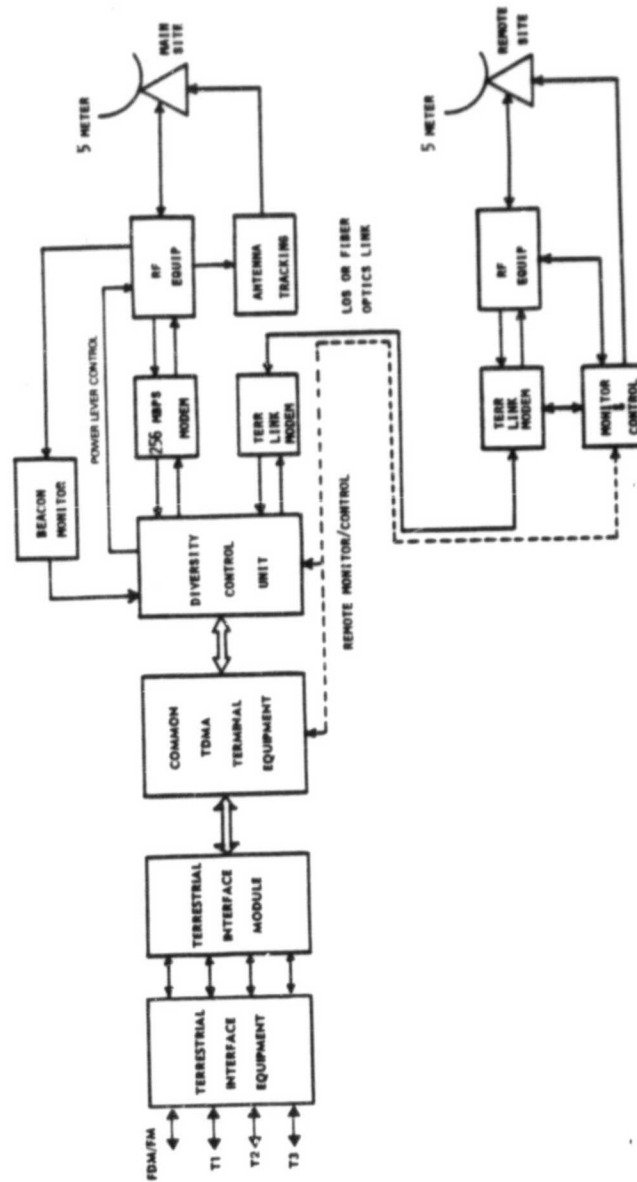 FDM/FM
T1
T2
T3
TERRESTRIAL
INTERFACE
EQUIPMENT
TERRESTRIAL
INTERFACE
MODULE
COMMON
TDMA
TERMINAL
EQUIPMENT
DIVERSITY
CONTROL
UNIT
BEACON
MONITOR
POWER LEVER CONTROL
256 MBPS
MODEM
TERR
LINK
MODEM
RF
EQUIP
ANTENNA
TRACKING
5 METER
MAIN
SITE
REMOTE MONITOR/CONTROL
LOS OR FIBER
OPTICS LINK
TERR
LINK
MODEM
MONITOR
&
CONTROL
RF
EQUIP
5 METER
REMOTE
SITE